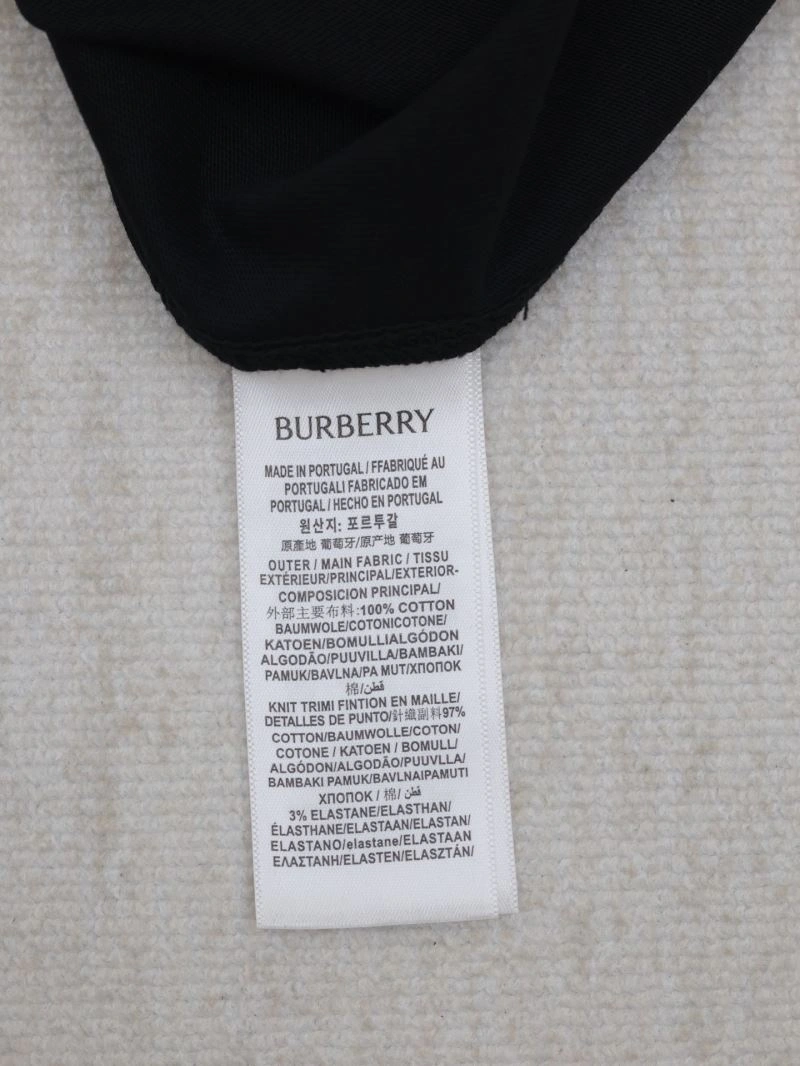 BURBERRY
MADE IN PORTUGAL / FFABRIQUÉ AU
PORTUGALI FABRICADO EM
PORTUGAL / HECHO EN PORTUGAL
원산지: 포르투갈
原產地 葡萄牙/原产地 葡萄牙
OUTER / MAIN FABRIC / TISSU
EXTÉRIEUR/PRINCIPAL/EXTERIOR-
COMPOSICION PRINCIPAL/
外部主要布料:100% COTTON
BAUMWOLE/COTONICOTONE/
KATOEN/BOMULLIALGÓDON
ALGODÃO/PUUVILLA/BAMBAKI/
PAMUK/BAVLNA/PA MUT/ХПОПОК
棉/قطن
KNIT TRIMI FINTION EN MAILLE/
DETALLES DE PUNTO/針織副料97%
COTTON/BAUMWOLLE/COTON/
COTONE / KATOEN / BOMULL/
ALGÓDON/ALGODÃO/PUUVLLA/
BAMBAKI PAMUK/BAVLNAIPAMUTI
ХПОПОК / 棉/ قطن
3% ELASTANE/ELASTHAN/
ÉLASTHANE/ELASTAAN/ELASTAN/
ELASTANO/elastane/ELASTAAN
ΕΛΑΣΤΑΝΗ/ELASTEN/ELASZTÁN/